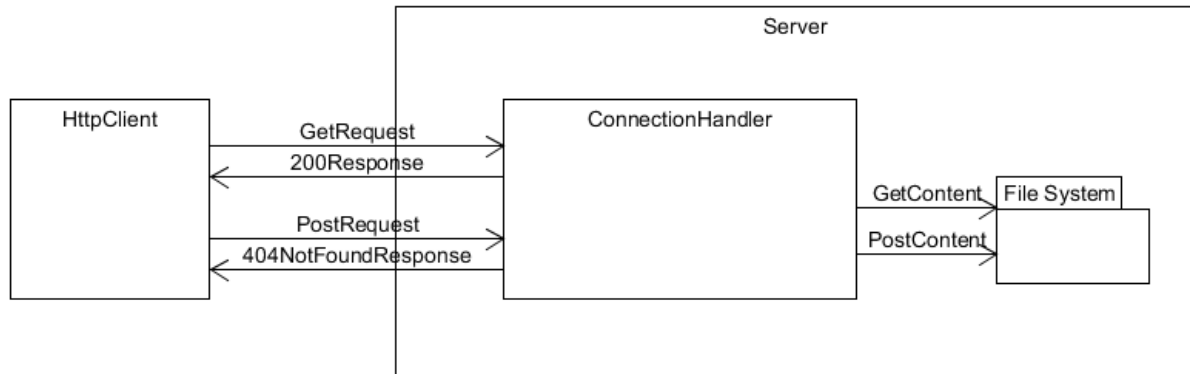 Server
HttpClient
ConnectionHandler
GetRequest
200Response
PostRequest
404NotFoundResponse
GetContent
PostContent
File System